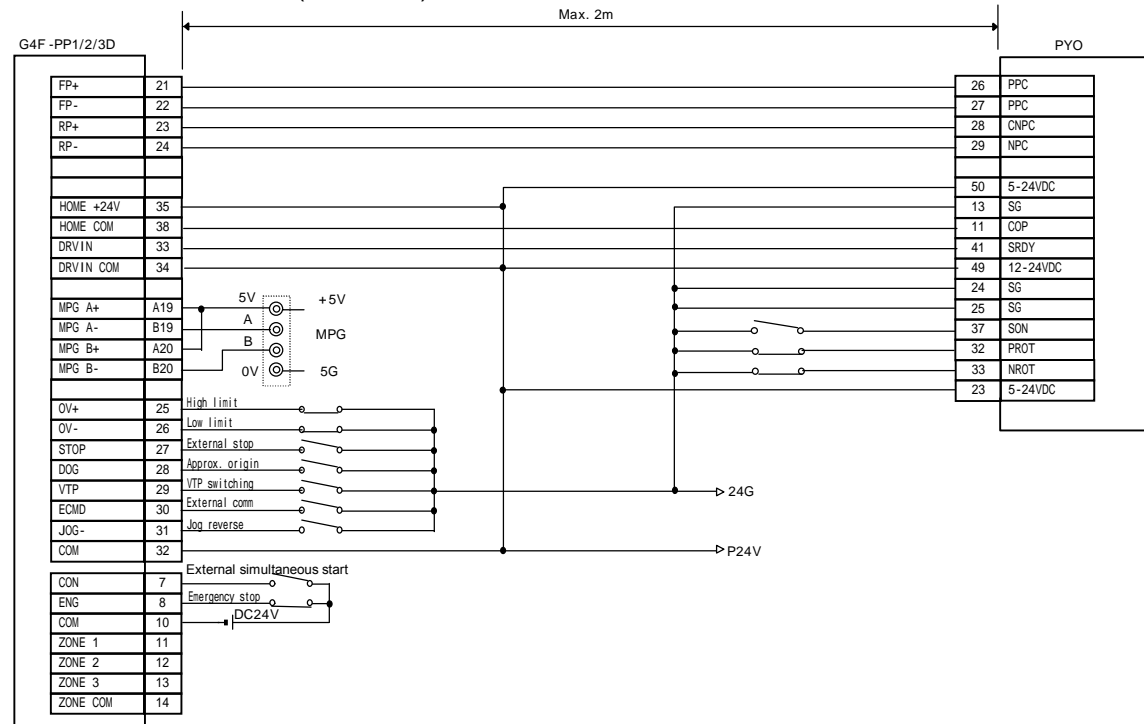 Max. 2m
G4F -PP1/2/3D
PYO
FP+ 21
FP- 22
RP+ 23
RP- 24
HOME +24V 35
HOME COM 38
DRVIN 33
DRVIN COM 34
MPG A+ A19
MPG A- B19
MPG B+ A20
MPG B- B20
5V +5V
A
MPG
B
0V 5G
OV+ 25 High limit
OV- 26 Low limit
STOP 27 External stop
DOG 28 Approx. origin
VTP 29 VTP switching
ECMD 30 External comm
JOG- 31 Jog reverse
COM 32
24G
P24V
External simultaneous start
CON 7
ENG 8 Emergency stop
COM 10 DC24V
ZONE 1 11
ZONE 2 12
ZONE 3 13
ZONE COM 14
26 PPC
27 PPC
28 CNPC
29 NPC
50 5-24VDC
13 SG
11 COP
41 SRDY
49 12-24VDC
24 SG
25 SG
37 SON
32 PROT
33 NROT
23 5-24VDC